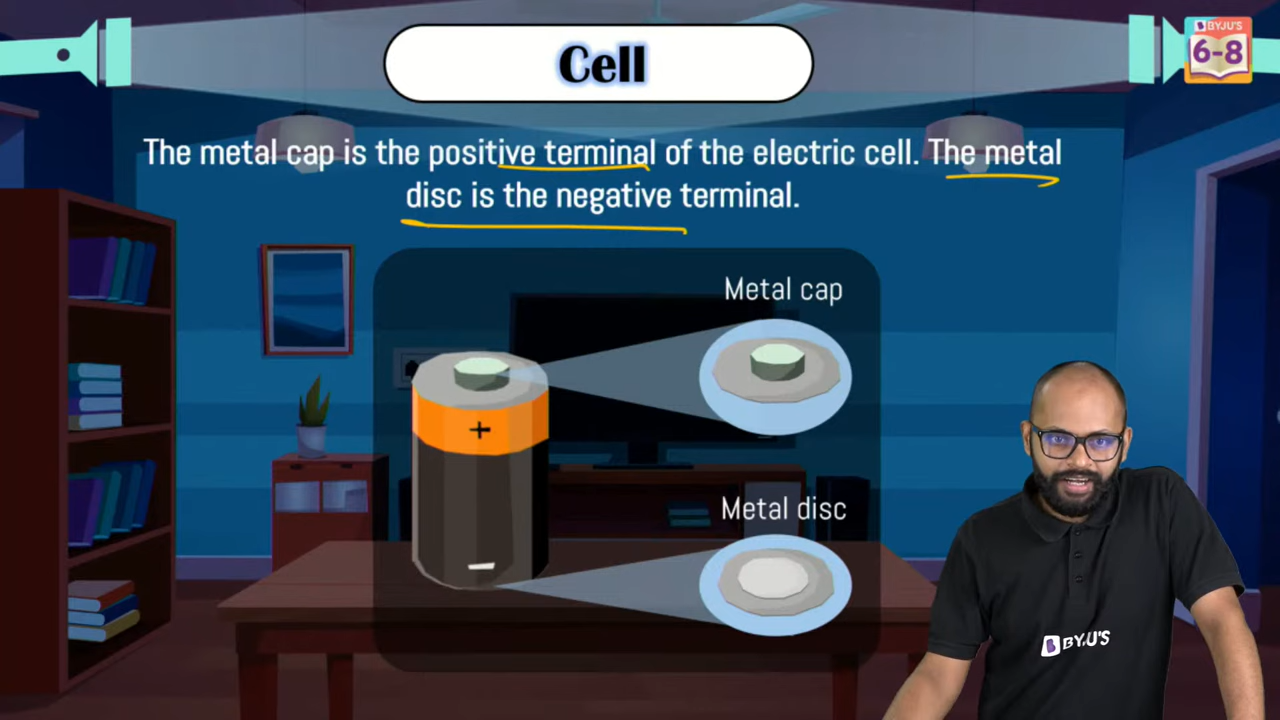 Cell
BYJU'S
6-8
The metal cap is the positive terminal of the electric cell. The metal
disc is the negative terminal.
Metal cap
+
Metal disc
-
BYJU'S